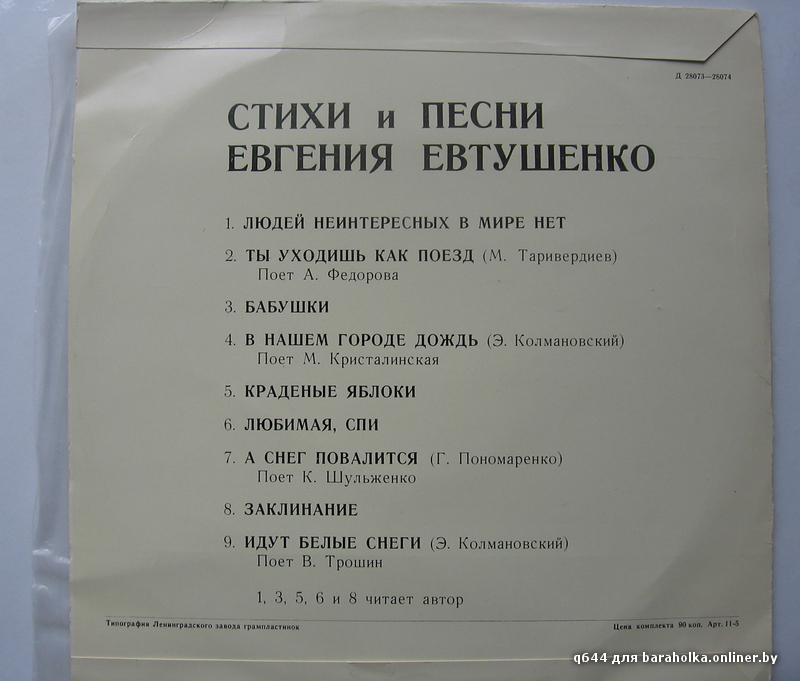 Д 28073—28074
СТИХИ и ПЕСНИ
ЕВГЕНИЯ ЕВТУШЕНКО
1. ЛЮДЕЙ НЕИНТЕРЕСНЫХ В МИРЕ НЕТ
2. ТЫ УХОДИШЬ КАК ПОЕЗД (М. Таривердиев)
Поет А. Федорова
3. БАБУШКИ
4. В НАШЕМ ГОРОДЕ ДОЖДЬ (Э. Колмановский)
Поет М. Кристалинская
5. КРАДЕНЫЕ ЯБЛОКИ
6. ЛЮБИМАЯ, СПИ
7. А СНЕГ ПОВАЛИТСЯ (Г. Пономаренко)
Поет К. Шульженко
8. ЗАКЛИНАНИЕ
9. ИДУТ БЕЛЫЕ СНЕГИ (Э. Колмановский)
Поет В. Трошин
1, 3, 5, 6 и 8 читает автор
Типография Ленинградского завода грампластинок
Цена комплекта 90 коп. Арт. 11-5
q644 для baraholka.onliner.by